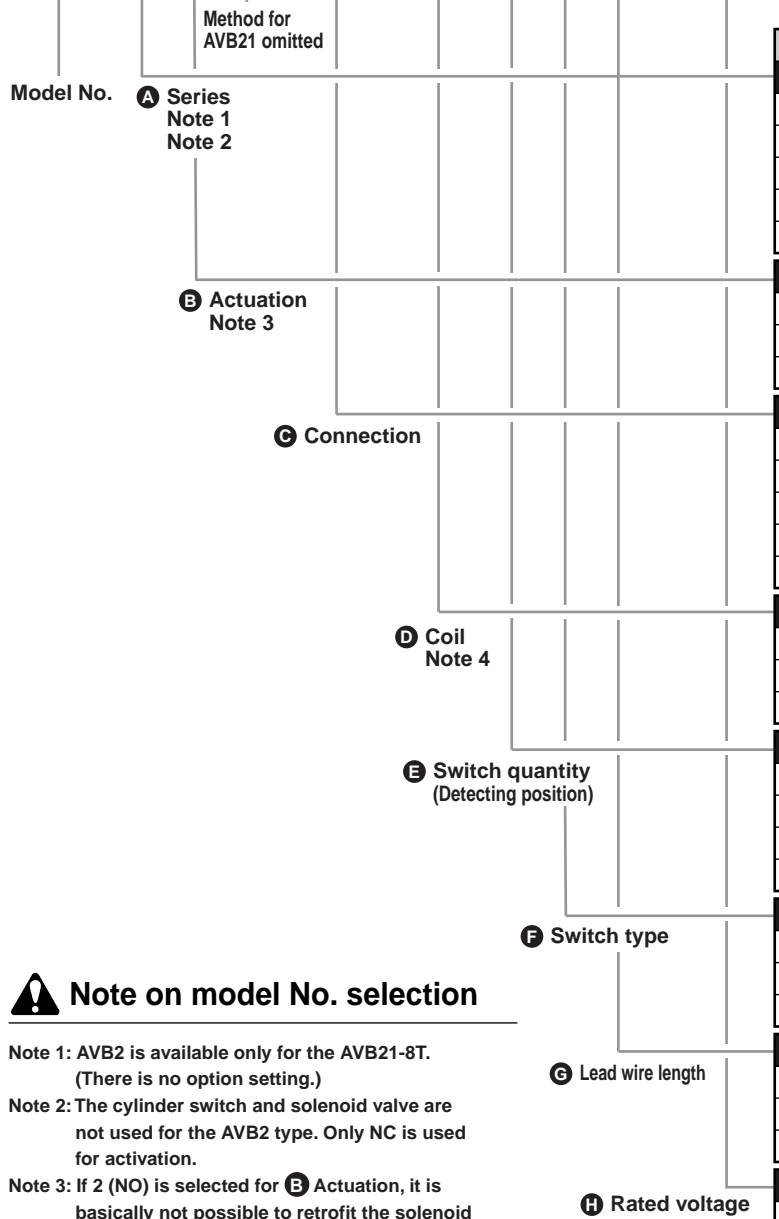 Method for
AVB21 omitted
Model No.
A Series
Note 1
Note 2
B Actuation
Note 3
C Connection
D Coil
Note 4
E Switch quantity
(Detecting position)
F Switch type
G Lead wire length
H Rated voltage
Note on model No. selection
Note 1: AVB2 is available only for the AVB21-8T.
(There is no option setting.)
Note 2: The cylinder switch and solenoid valve are
not used for the AVB2 type. Only NC is used
for activation.
Note 3: If 2 (NO) is selected for B Actuation, it is
basically not possible to retrofit the solenoid